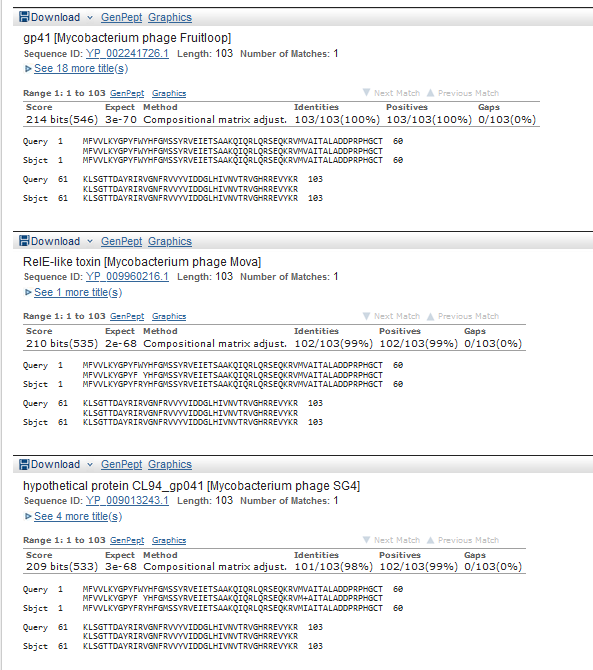 Download GenPept Graphics
gp41 [Mycobacterium phage Fruitloop]
Sequence ID: YP_002241726.1 Length: 103 Number of Matches: 1
See 18 more title(s)
Range 1: 1 to 103 GenPept Graphics Next Match Previous Match
Score Expect Method Identities Positives Gaps
214 bits(546) 3e-70 Compositional matrix adjust. 103/103(100%) 103/103(100%) 0/103(0%)
Query 1 MFVVLKYGPYFWYHFGMSSYRVEIETSAAKQIQRLQRSEQKRVMVAITALADDPRPHGCT 60
MFVVLKYGPYFWYHFGMSSYRVEIETSAAKQIQRLQRSEQKRVMVAITALADDPRPHGCT
Sbjct 1 MFVVLKYGPYFWYHFGMSSYRVEIETSAAKQIQRLQRSEQKRVMVAITALADDPRPHGCT 60
Query 61 KLSGTTDAYRIRVGNFRVVYVIDDGLHIVNVTRVGHRREVYKR 103
KLSGTTDAYRIRVGNFRVVYVIDDGLHIVNVTRVGHRREVYKR
Sbjct 61 KLSGTTDAYRIRVGNFRVVYVIDDGLHIVNVTRVGHRREVYKR 103
Download GenPept Graphics
RelE-like toxin [Mycobacterium phage Mova]
Sequence ID: YP_009960216.1 Length: 103 Number of Matches: 1
See 1 more title(s)
Range 1: 1 to 103 GenPept Graphics Next Match Previous Match
Score Expect Method Identities Positives Gaps
210 bits(535) 2e-68 Compositional matrix adjust. 102/103(99%) 102/103(99%) 0/103(0%)
Query 1 MFVVLKYGPYFWYHFGMSSYRVEIETSAAKQIQRLQRSEQKRVMVAITALADDPRPHGCT 60
MFVVLKYGPYF YHFGMSSYRVEIETSAAKQIQRLQRSEQKRVMVAITALADDPRPHGCT
Sbjct 1 MFVVLKYGPYFRYHFGMSSYRVEIETSAAKQIQRLQRSEQKRVMVAITALADDPRPHGCT 60
Query 61 KLSGTTDAYRIRVGNFRVVYVIDDGLHIVNVTRVGHRREVYKR 103
KLSGTTDAYRIRVGNFRVVYVIDDGLHIVNVTRVGHRREVYKR
Sbjct 61 KLSGTTDAYRIRVGNFRVVYVIDDGLHIVNVTRVGHRREVYKR 103
Download GenPept Graphics
hypothetical protein CL94_gp041 [Mycobacterium phage SG4]
Sequence ID: YP_009013243.1 Length: 103 Number of Matches: 1
See 4 more title(s)
Range 1: 1 to 103 GenPept Graphics Next Match Previous Match
Score Expect Method Identities Positives Gaps
209 bits(533) 3e-68 Compositional matrix adjust. 101/103(98%) 102/103(99%) 0/103(0%)
Query 1 MFVVLKYGPYFWYHFGMSSYRVEIETSAAKQIQRLQRSEQKRVMVAITALADDPRPHGCT 60
MFVVLKYGPYF YHFGMSSYRVEIETSAAKQIQRLQRSEQKRVM+AITALADDPRPHGCT
Sbjct 1 MFVVLKYGPYFRYHFGMSSYRVEIETSAAKQIQRLQRSEQKRVMIAITALADDPRPHGCT 60
Query 61 KLSGTTDAYRIRVGNFRVVYVIDDGLHIVNVTRVGHRREVYKR 103
KLSGTTDAYRIRVGNFRVVYVIDDGLHIVNVTRVGHRREVYKR
Sbjct 61 KLSGTTDAYRIRVGNFRVVYVIDDGLHIVNVTRVGHRREVYKR 103